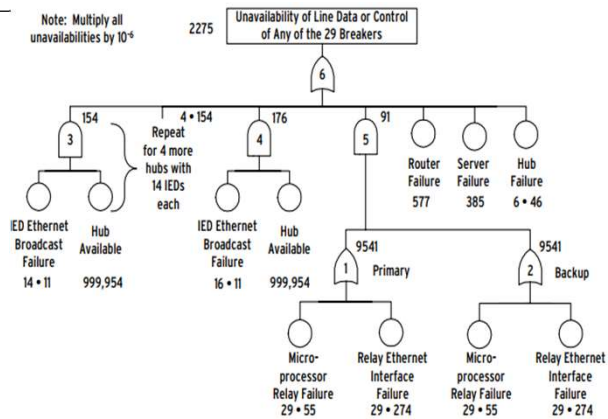 Note: Multiply all
unavailabilities by 10-6
2275
Unavailability of Line Data or Control
of Any of the 29 Breakers
6
154
3
4 • 154
Repeat
for 4 more
hubs with
14 IEDs
each
176
4
91
5
Router
Failure
577
Server
Failure
385
Hub
Failure
6 • 46
IED Ethernet
Broadcast
Failure
14 • 11
Hub
Available
999,954
IED Ethernet
Broadcast
Failure
16 • 11
Hub
Available
999,954
9541
1
Primary
9541
2
Backup
Micro-
processor
Relay Failure
29 • 55
Relay Ethernet
Interface
Failure
29 • 274
Micro-
processor
Relay Failure
29 • 55
Relay Ethernet
Interface
Failure
29 • 274